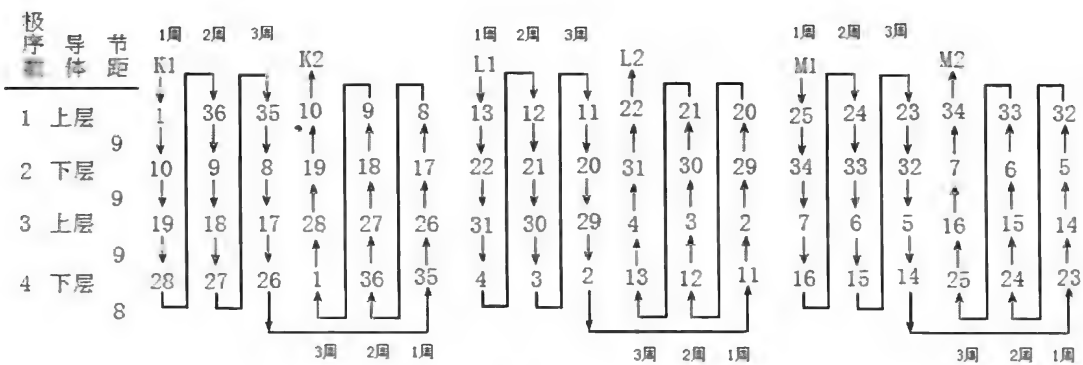 极
序 导 节
体 距
1周 2周 3周 1周 2周 3周 1周 2周 3周
K1 K2 L1 L2 M1 M2
1 上层 1 36 35 10 9 8 13 12 11 22 21 20 25 24 23 34 33 32
9
2 下层 10 9 8 19 18 17 22 21 20 31 30 29 34 33 32 7 6 5
9
3 上层 19 18 17 28 27 26 31 30 29 4 3 2 7 6 5 16 15 14
9
4 下层 28 27 26 1 36 35 4 3 2 13 12 11 16 15 14 25 24 23
8
3周 2周 1周 3周 2周 1周 3周 2周 1周